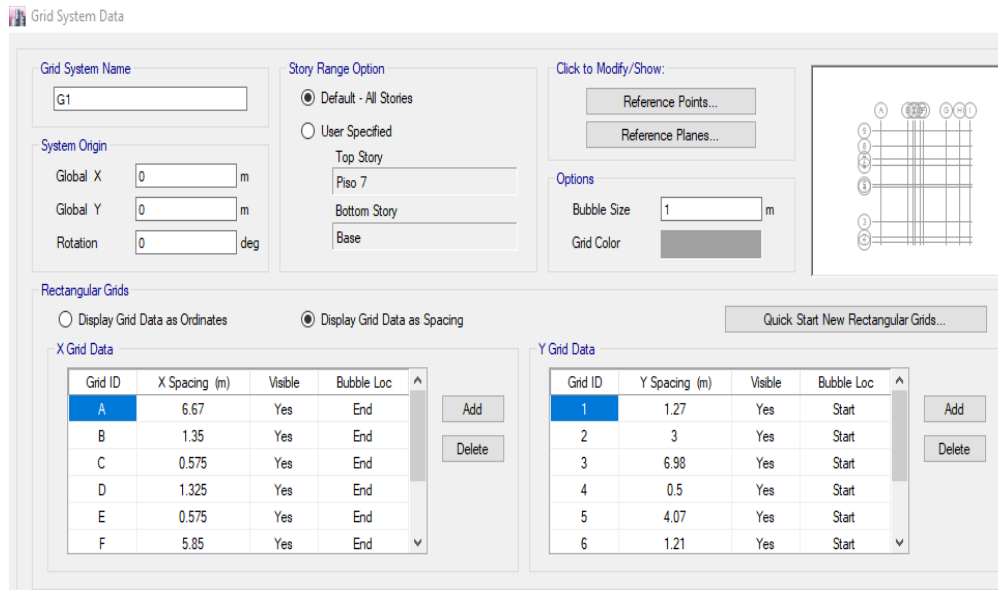 Grid System Data
Grid System Name
G1
System Origin
Global X 0 m
Global Y 0 m
Rotation 0 deg
Story Range Option
Default - All Stories
User Specified
Top Story
Piso 7
Bottom Story
Base
Click to Modify/Show:
Reference Points...
Reference Planes...
Options
Bubble Size 1 m
Grid Color
A G H I
9
8
3
Rectangular Grids
Display Grid Data as Ordinates Display Grid Data as Spacing Quick Start New Rectangular Grids...
X Grid Data
Grid ID X Spacing (m) Visible Bubble Loc
A 6.67 Yes End
B 1.35 Yes End
C 0.575 Yes End
D 1.325 Yes End
E 0.575 Yes End
F 5.85 Yes End
Add
Delete
Y Grid Data
Grid ID Y Spacing (m) Visible Bubble Loc
1 1.27 Yes Start
2 3 Yes Start
3 6.98 Yes Start
4 0.5 Yes Start
5 4.07 Yes Start
6 1.21 Yes Start
Add
Delete